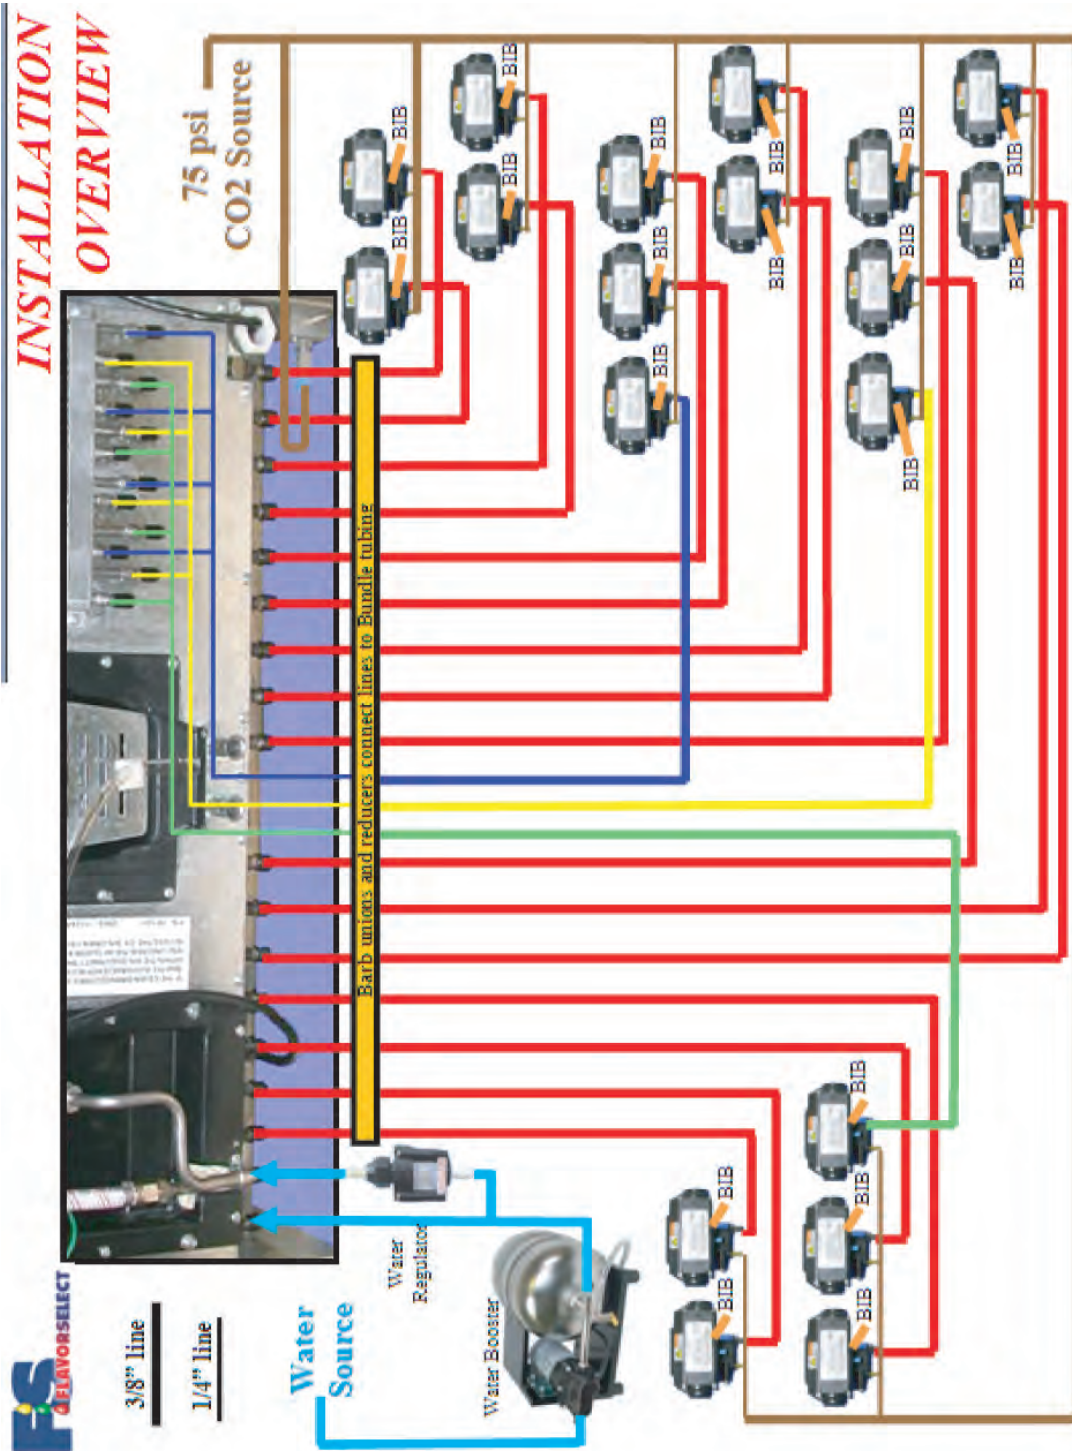 INSTALLATION
OVERVIEW
75 psi
CO2 Source
BIB
BIB
BIB
BIB
BIB
BIB
BIB
BIB
BIB
BIB
BIB
BIB
BIB
BIB
Barb unions and reducers connect lines to Bundle tubing
FS
FLAVORSELECT
3/8” line
1/4” line
Water
Source
Water
Regulator
Water Booster
BIB
BIB
BIB
BIB
BIB